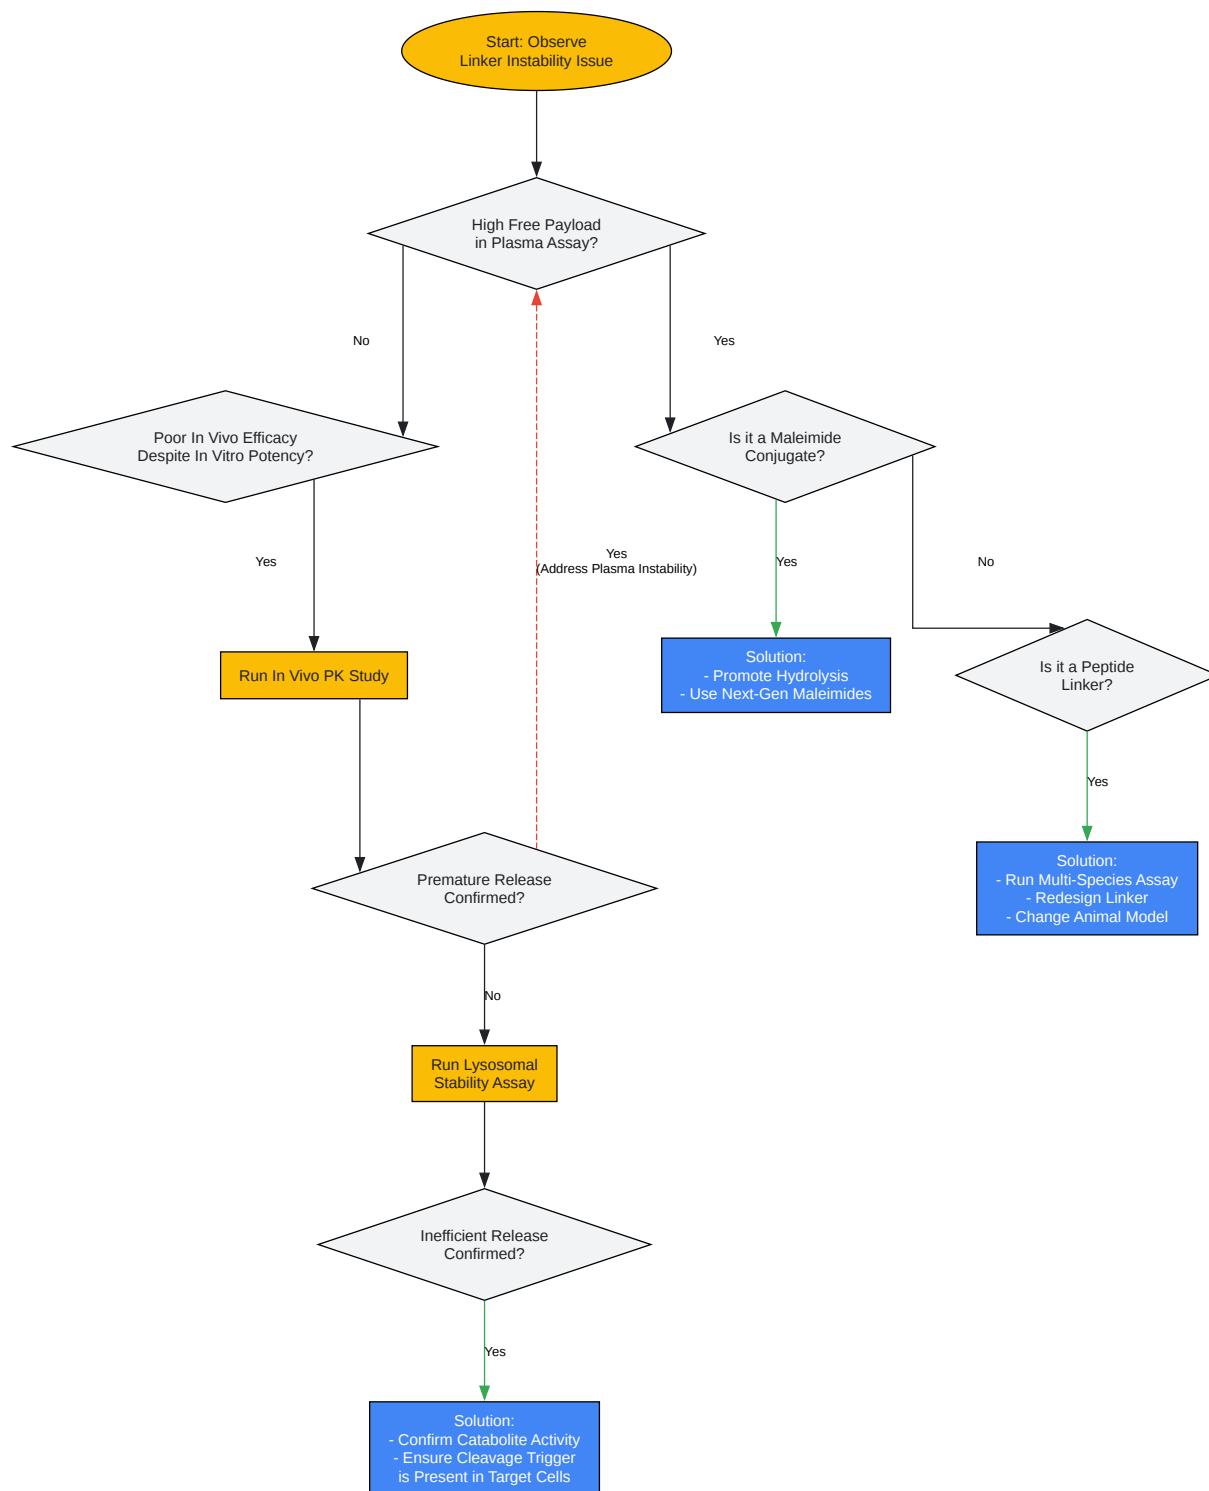 Start: Observe
Linker Instability Issue
High Free Payload
in Plasma Assay?
No
Yes
Poor In Vivo Efficacy
Despite In Vitro Potency?
Is it a Maleimide
Conjugate?
Yes
Yes
(Address Plasma Instability)
Yes
No
Run In Vivo PK Study
Solution:
- Promote Hydrolysis
- Use Next-Gen Maleimides
Is it a Peptide
Linker?
Yes
Premature Release
Confirmed?
Solution:
- Run Multi-Species Assay
- Redesign Linker
- Change Animal Model
No
Run Lysosomal
Stability Assay
Inefficient Release
Confirmed?
Yes
Solution:
- Confirm Catabolite Activity
- Ensure Cleavage Trigger
is Present in Target Cells